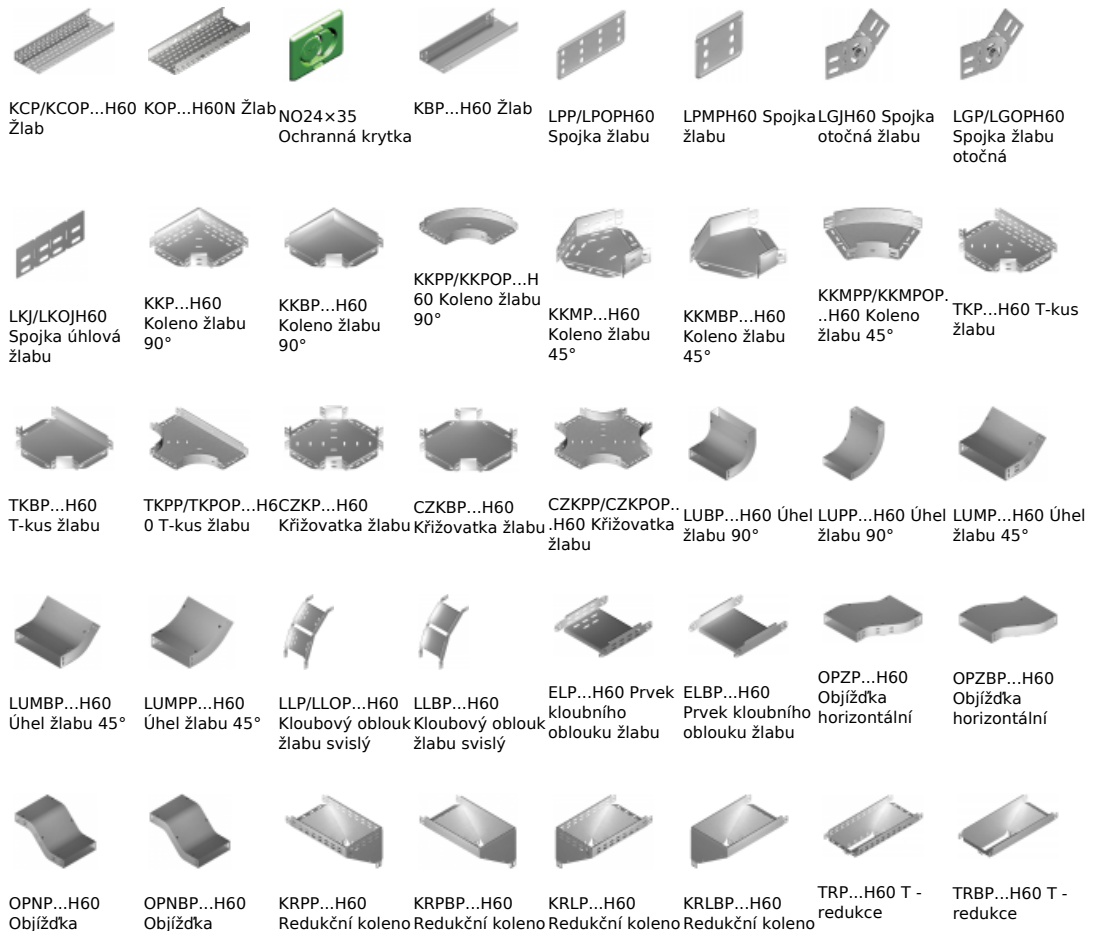 KCP/KCOP...H60
Žlab
KOP...H60N Žlab
NO24×35
Ochranná krytka
KBP...H60 Žlab
LPP/LPOPH60
Spojka žlabu
LPMPH60 Spojka
žlabu
LGJH60 Spojka
otočná žlabu
LGP/LGOPH60
Spojka žlabu
otočná
LKJ/LKOJH60
Spojka úhlová
žlabu
KKP...H60
Koleno žlabu
90°
KKBP...H60
Koleno žlabu
90°
KKPP/KKPOP...H
60 Koleno žlabu
90°
KKMP...H60
Koleno žlabu
45°
KKMBP...H60
Koleno žlabu
45°
KKMPP/KKMPOP.
..H60 Koleno
žlabu 45°
TKP...H60 T-kus
žlabu
TKBP...H60
T-kus žlabu
TKPP/TKPOP...H6
0 T-kus žlabu
CZKP...H60
Křižovatka žlabu
CZKBP...H60
Křižovatka žlabu
CZKPP/CZKPOP..
.H60 Křižovatka
žlabu
LUBP...H60 Úhel
žlabu 90°
LUPP...H60 Úhel
žlabu 90°
LUMP...H60 Úhel
žlabu 45°
LUMBP...H60
Úhel žlabu 45°
LUMPP...H60
Úhel žlabu 45°
LLP/LLOP...H60
Kloubový oblouk
žlabu svislý
LLBP...H60
Kloubový oblouk
žlabu svislý
ELP...H60 Prvek
kloubního
oblouku žlabu
ELBP...H60
Prvek kloubního
oblouku žlabu
OPZP...H60
Objížďka
horizontální
OPZBP...H60
Objížďka
horizontální
OPNP...H60
Objížďka
OPNBP...H60
Objížďka
KRPP...H60
Redukční koleno
KRPBP...H60
Redukční koleno
KRLP...H60
Redukční koleno
KRLBP...H60
Redukční koleno
TRP...H60 T -
redukce
TRBP...H60 T -
redukce